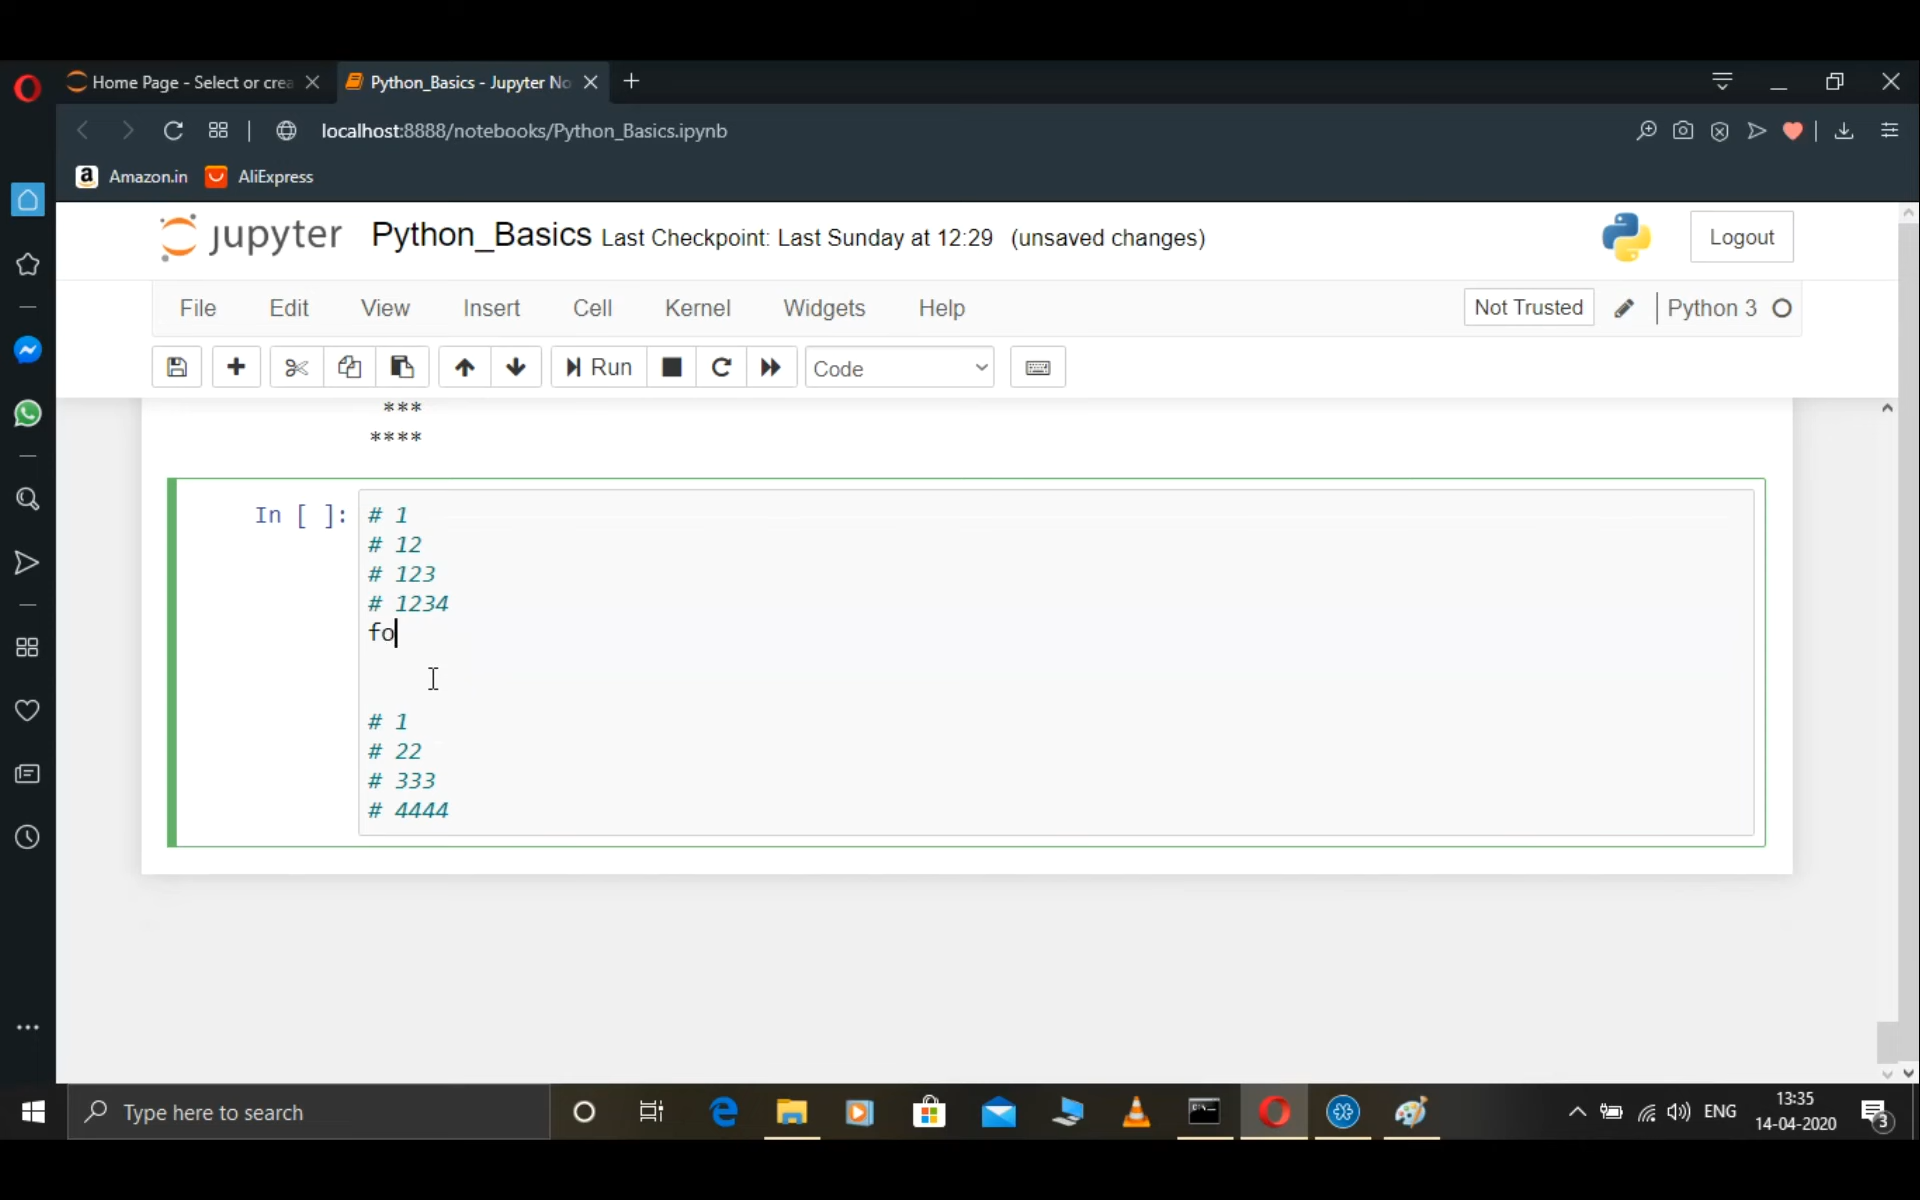 Home Page - Select or crea
Python_Basics - Jupyter No
localhost:8888/notebooks/Python_Basics.ipynb
Amazon.in
AliExpress
jupyter Python_Basics Last Checkpoint: Last Sunday at 12:29 (unsaved changes)
Logout
File Edit View Insert Cell Kernel Widgets Help
Not Trusted
Python 3
Run
Code
***
****
In [ ]:
# 1
# 12
# 123
# 1234
fo
# 1
# 22
# 333
# 4444
Type here to search
ENG
13:35
14-04-2020
3